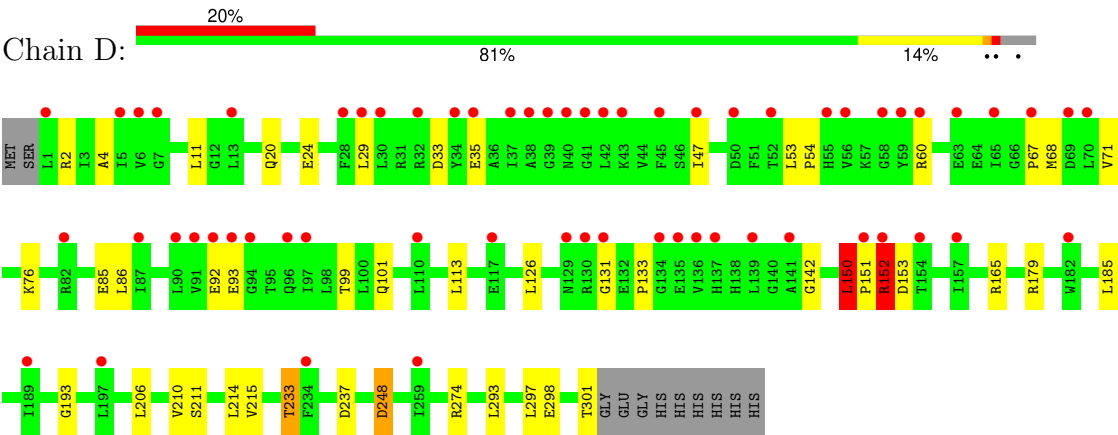 20%
Chain D:
81% 14% •• •
MET SER L1 R2 I3 A4 I5 V6 G7 L11 G12 L13 Q20 E24 F28 L29 L30 R31 R32 D33 Y34 E35 A36 I37 A38 G39 N40 G41 L42 K43 V44 F45 S46 I47 D50 F51 T52 L53 P54 H55 V56 K57 G58 Y59 R60 E63 E64 I65 G66 P67 M68 D69 L70 V71
K76 R82 E85 L86 I87 L90 V91 E92 E93 G94 T95 Q96 I97 L98 T99 L100 Q101 L110 L113 E117 L126 N129 R130 G131 E132 P133 G134 E135 V136 H137 H138 L139 G140 A141 G142 L150 P151 R152 D153 T154 I157 R165 R179 W182 L185
I189 G193 L197 L206 V210 S211 L214 V215 T233 F234 D237 D248 I259 R274 L293 L297 E298 T301 GLY GLU GLY HIS HIS HIS HIS HIS HIS